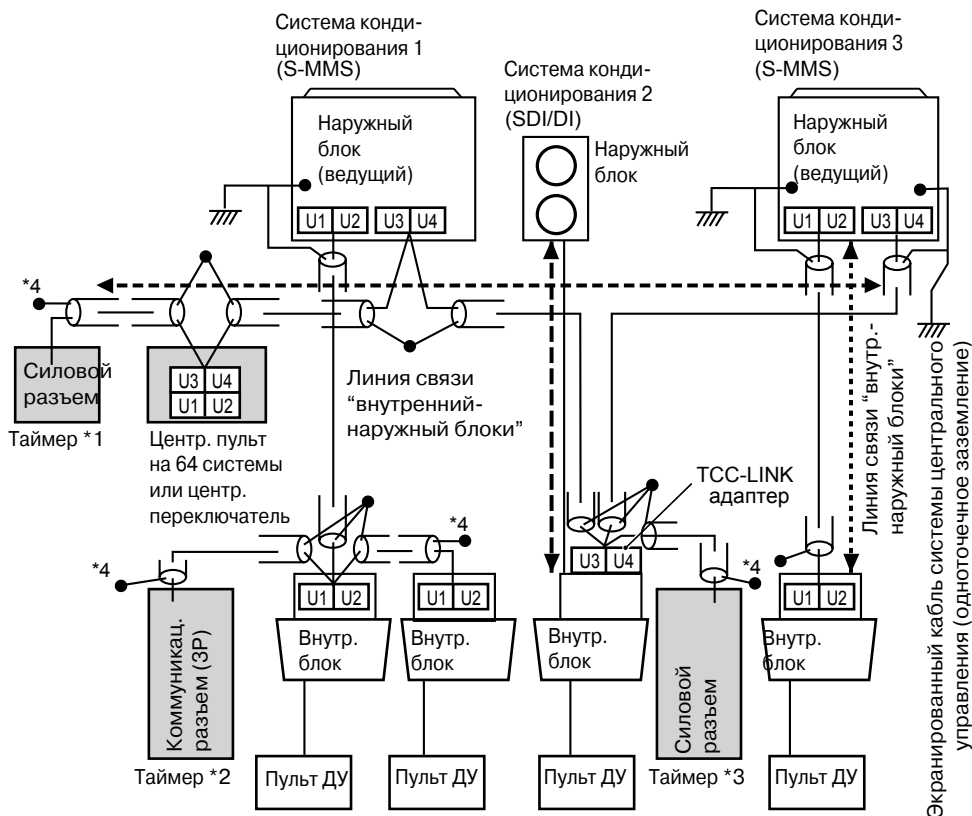 Система конди-
ционирования 1
(S-MMS)
Система конди-
ционирования 2
(SDI/DI)
Система конди-
ционирования 3
(S-MMS)
Наружный
блок
(ведущий)
Наружный
блок
Наружный
блок
(ведущий)
U1 U2 U3 U4
U1 U2 U3 U4
*4
Силовой
разъем
Таймер *1
U3 U4
U1 U2
Центр. пульт
на 64 системы
или центр.
переключатель
Линия связи
“внутренний-
наружный блоки”
TCC-LINK
адаптер
Линия связи “внутр.-
наружный блоки”
Экранированный кабль системы центрального
управления (одноточечное заземление)
*4
*4
*4
U3 U4
U1 U2
U1 U2
U1 U2
Коммуникац.
разъем (3P)
Внутр.
блок
Внутр.
блок
Внутр.
блок
Силовой
разъем
Внутр.
блок
Таймер *2
Пульт ДУ
Пульт ДУ
Пульт ДУ
Таймер *3
Пульт ДУ